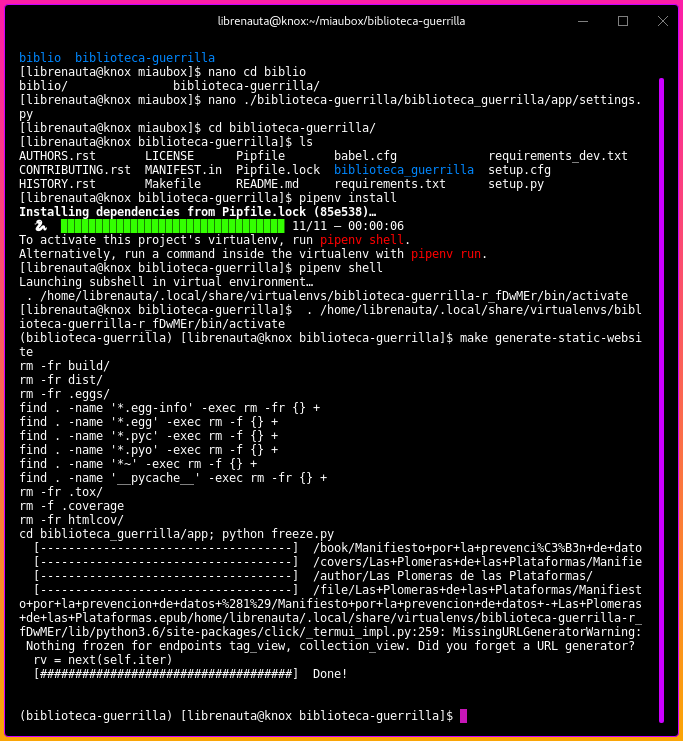 librenauta@knox:~/miaubox/biblioteca-guerrilla
biblio  biblioteca-guerrilla
[librenauta@knox miaubox]$ nano cd biblio
biblio/               biblioteca-guerrilla/
[librenauta@knox miaubox]$ nano ./biblioteca-guerrilla/biblioteca_guerrilla/app/settings.
py
[librenauta@knox miaubox]$ cd biblioteca-guerrilla/
[librenauta@knox biblioteca-guerrilla]$ ls
AUTHORS.rst       LICENSE      Pipfile       babel.cfg             requirements_dev.txt
CONTRIBUTING.rst  MANIFEST.in  Pipfile.lock  biblioteca_guerrilla  setup.cfg
HISTORY.rst       Makefile     README.md     requirements.txt      setup.py
[librenauta@knox biblioteca-guerrilla]$ pipenv install
Installing dependencies from Pipfile.lock (85e538)…
  🐍  ▉▉▉▉▉▉▉▉▉▉▉▉▉▉▉▉▉▉▉▉▉▉▉▉▉▉▉▉▉▉▉▉ 11/11 — 00:00:06
To activate this project's virtualenv, run pipenv shell.
Alternatively, run a command inside the virtualenv with pipenv run.
[librenauta@knox biblioteca-guerrilla]$ pipenv shell
Launching subshell in virtual environment…
 . /home/librenauta/.local/share/virtualenvs/biblioteca-guerrilla-r_fDwMEr/bin/activate
[librenauta@knox biblioteca-guerrilla]$  . /home/librenauta/.local/share/virtualenvs/bibl
ioteca-guerrilla-r_fDwMEr/bin/activate
(biblioteca-guerrilla) [librenauta@knox biblioteca-guerrilla]$ make generate-static-websi
te
rm -fr build/
rm -fr dist/
rm -fr .eggs/
find . -name '*.egg-info' -exec rm -fr {} +
find . -name '*.egg' -exec rm -f {} +
find . -name '*.pyc' -exec rm -f {} +
find . -name '*.pyo' -exec rm -f {} +
find . -name '*~' -exec rm -f {} +
find . -name '__pycache__' -exec rm -fr {} +
rm -fr .tox/
rm -f .coverage
rm -fr htmlcov/
cd biblioteca_guerrilla/app; python freeze.py
  [------------------------------------]  /book/Manifiesto+por+la+prevenci%C3%B3n+de+dato
  [------------------------------------]  /covers/Las+Plomeras+de+las+Plataformas/Manifie
  [------------------------------------]  /author/Las Plomeras de las Plataformas/
  [------------------------------------]  /file/Las+Plomeras+de+las+Plataformas/Manifiest
o+por+la+prevencion+de+datos+%281%29/Manifiesto+por+la+prevencion+de+datos+-+Las+Plomeras
+de+las+Plataformas.epub/home/librenauta/.local/share/virtualenvs/biblioteca-guerrilla-r_
fDwMEr/lib/python3.6/site-packages/click/_termui_impl.py:259: MissingURLGeneratorWarning:
 Nothing frozen for endpoints tag_view, collection_view. Did you forget a URL generator?
  rv = next(self.iter)
  [####################################]  Done!
(biblioteca-guerrilla) [librenauta@knox biblioteca-guerrilla]$